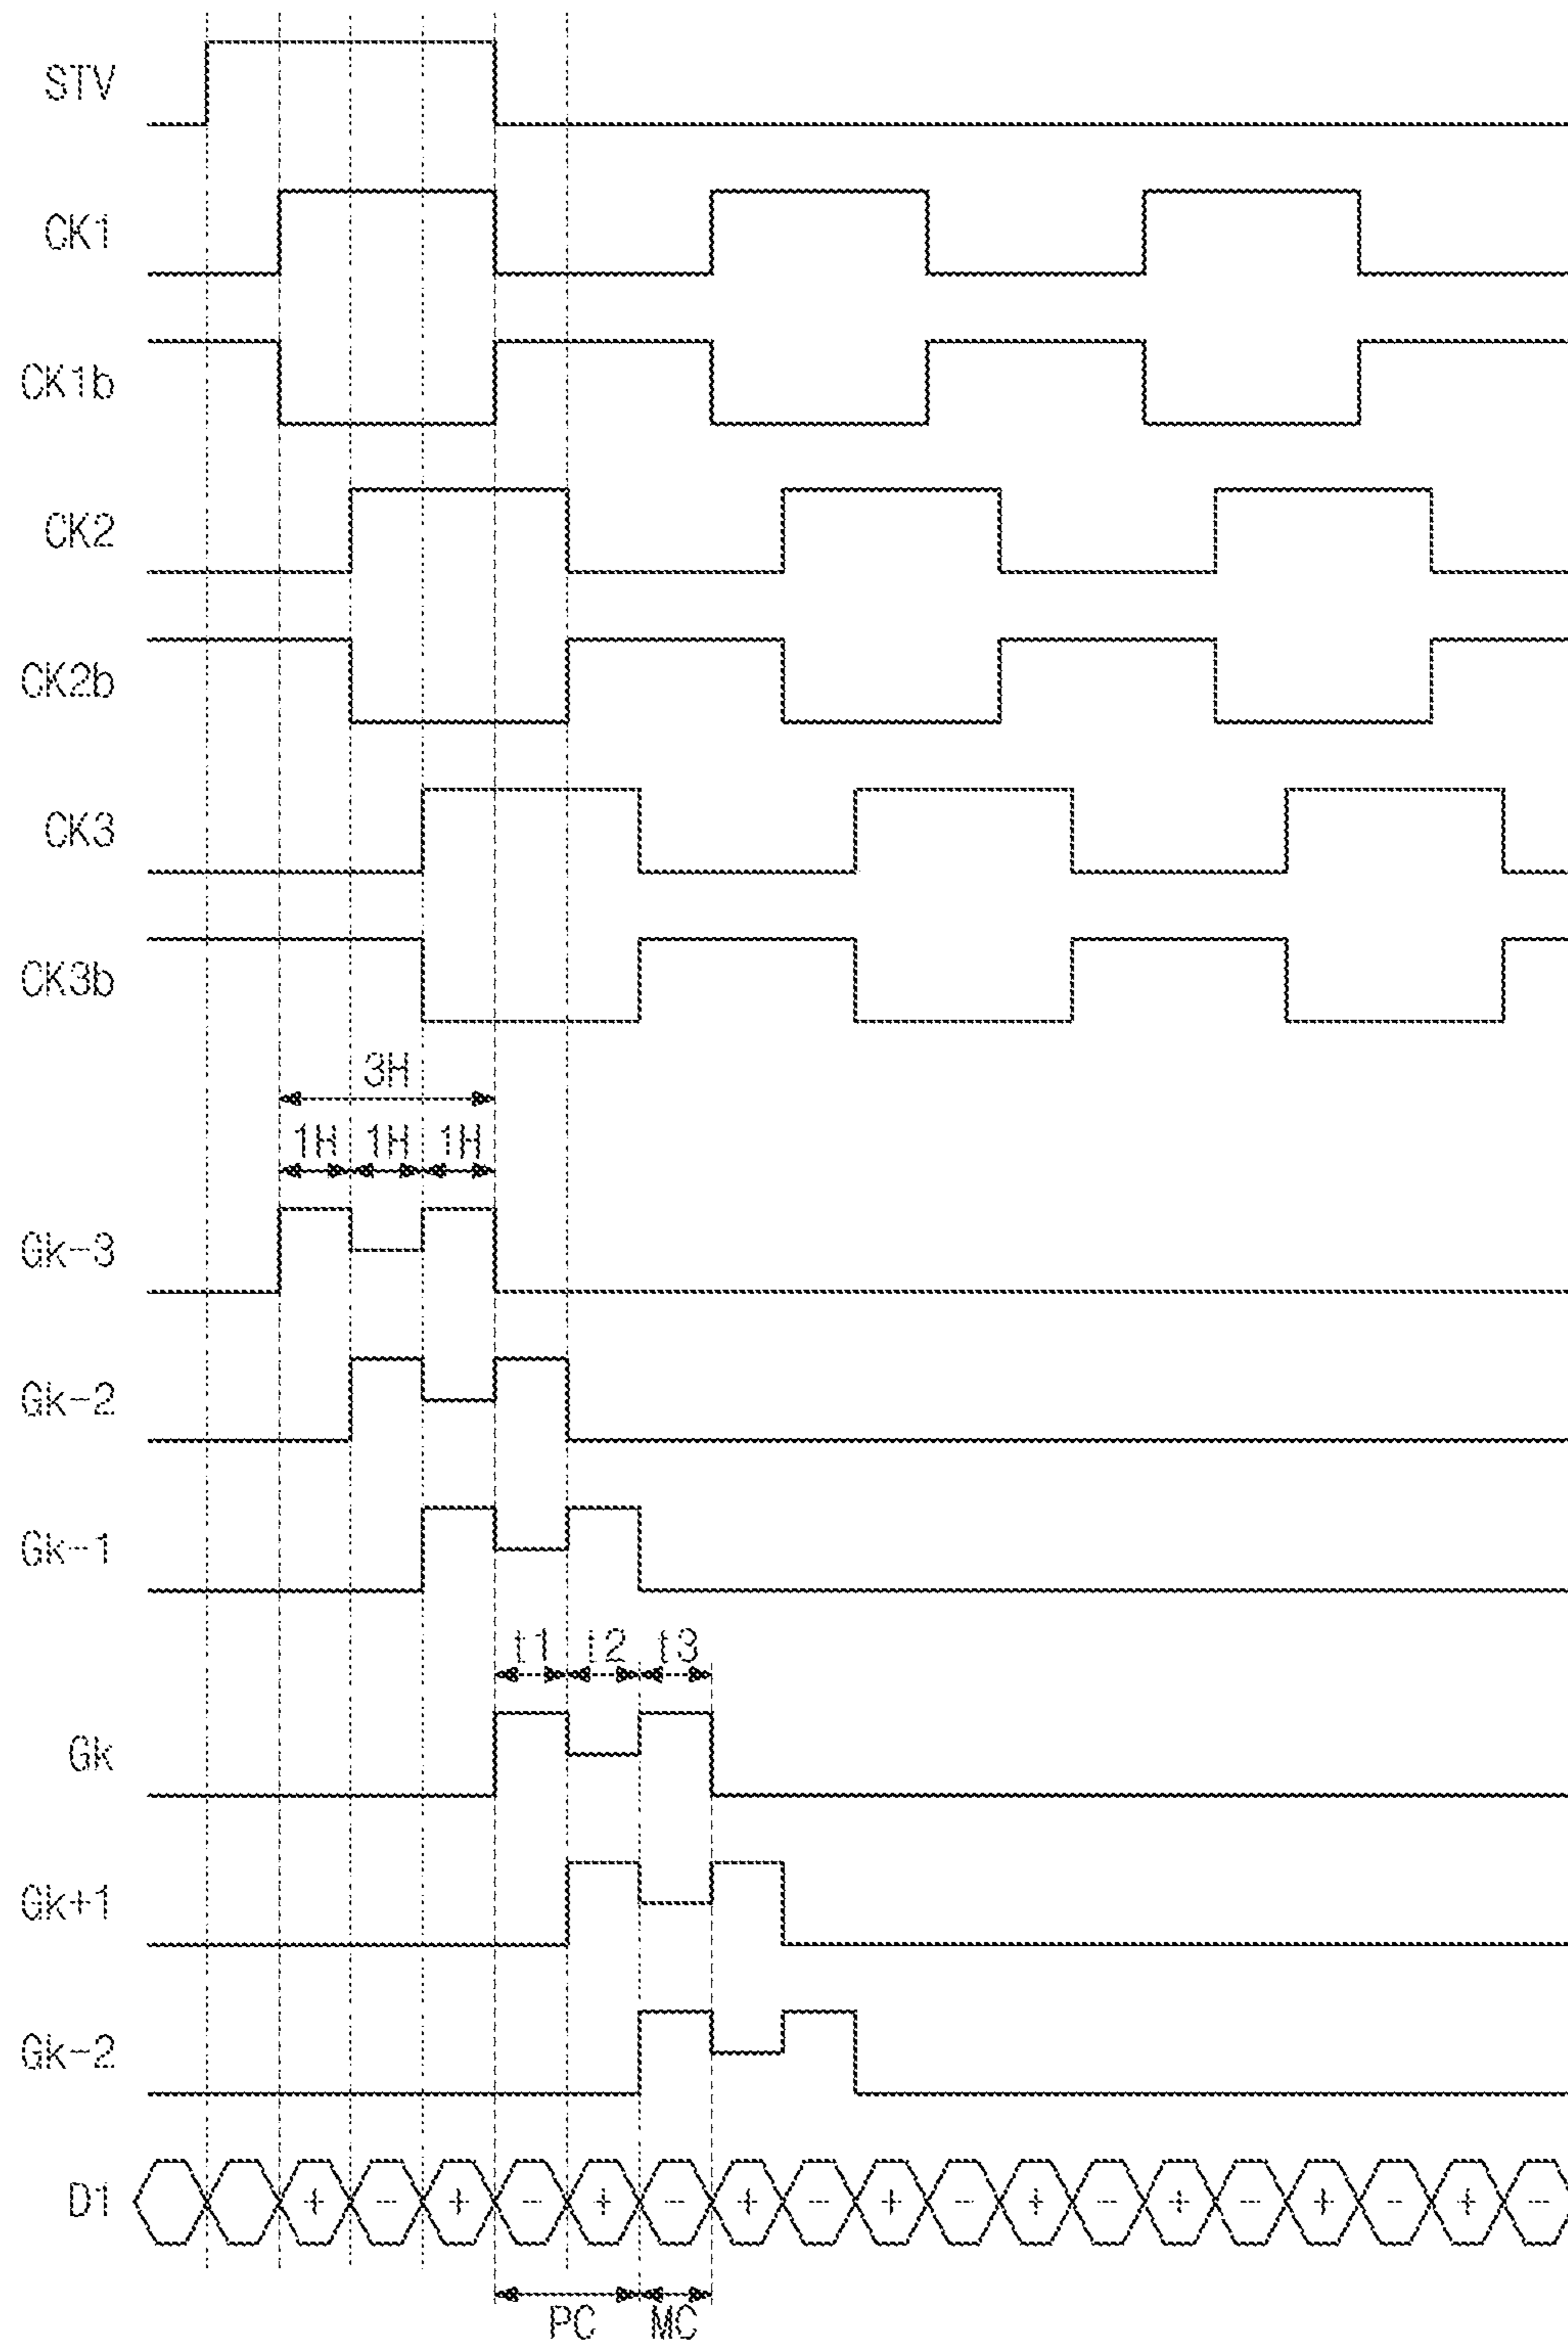 STV
CK1
CK1b
CK2
CK2b
CK3
CK3b
3H
1H 1H 1H
Gk-3
Gk-2
Gk-1
t1 t2 t3
Gk
Gk+1
Gk-2
D1 + - + - + - + - + - + - + - + - + -
PC MC